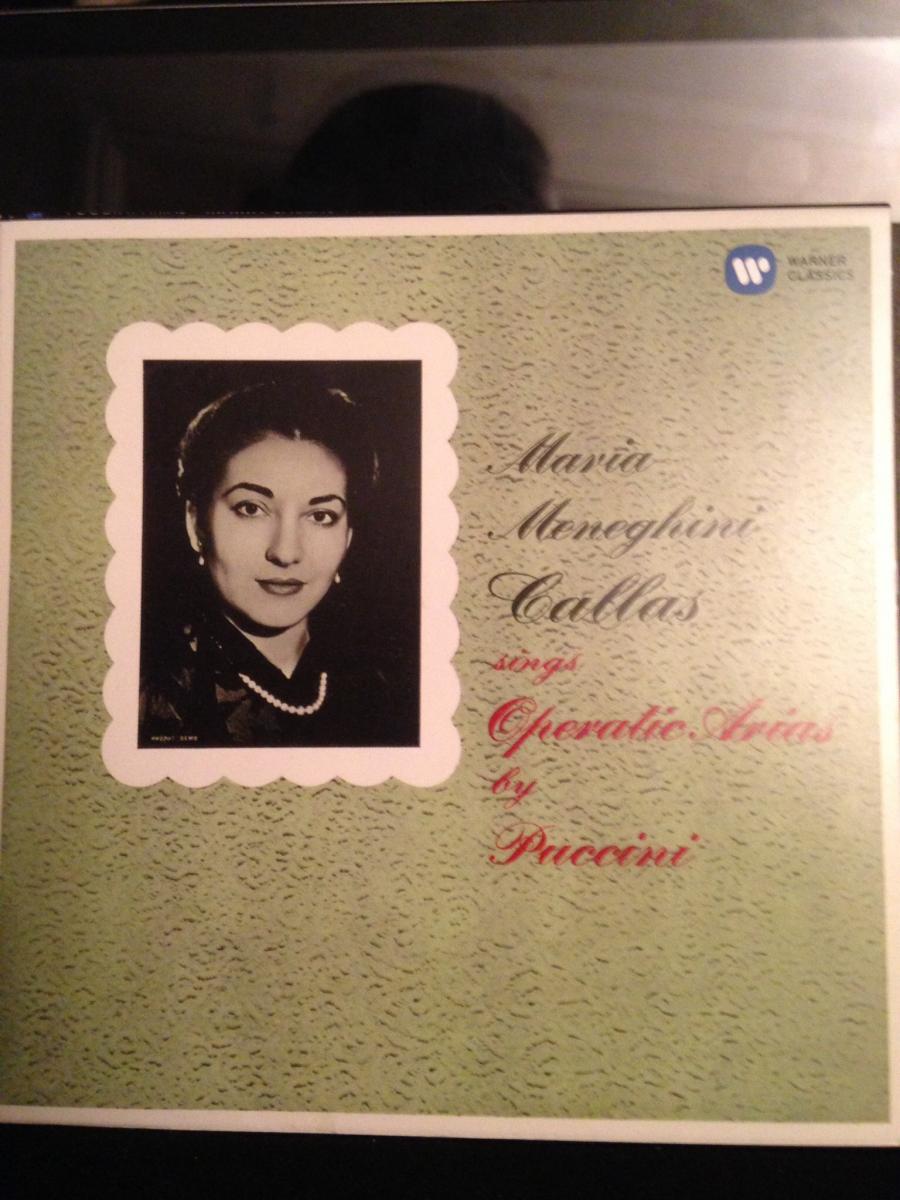 WARNER
CLASSICS
Maria
Meneghini
Callas
sings
Operatic Arias
by
Puccini